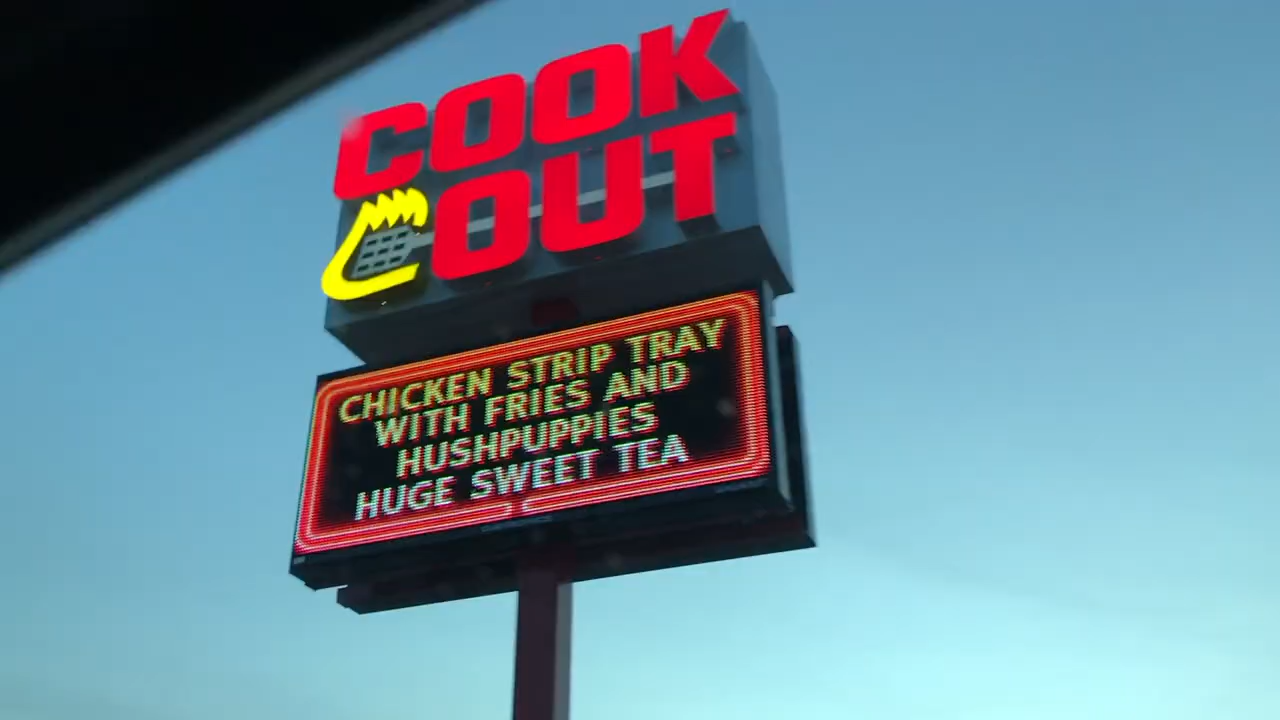 COOK
OUT
CHICKEN STRIP TRAY
WITH FRIES AND
HUSHPUPPIES
HUGE SWEET TEA